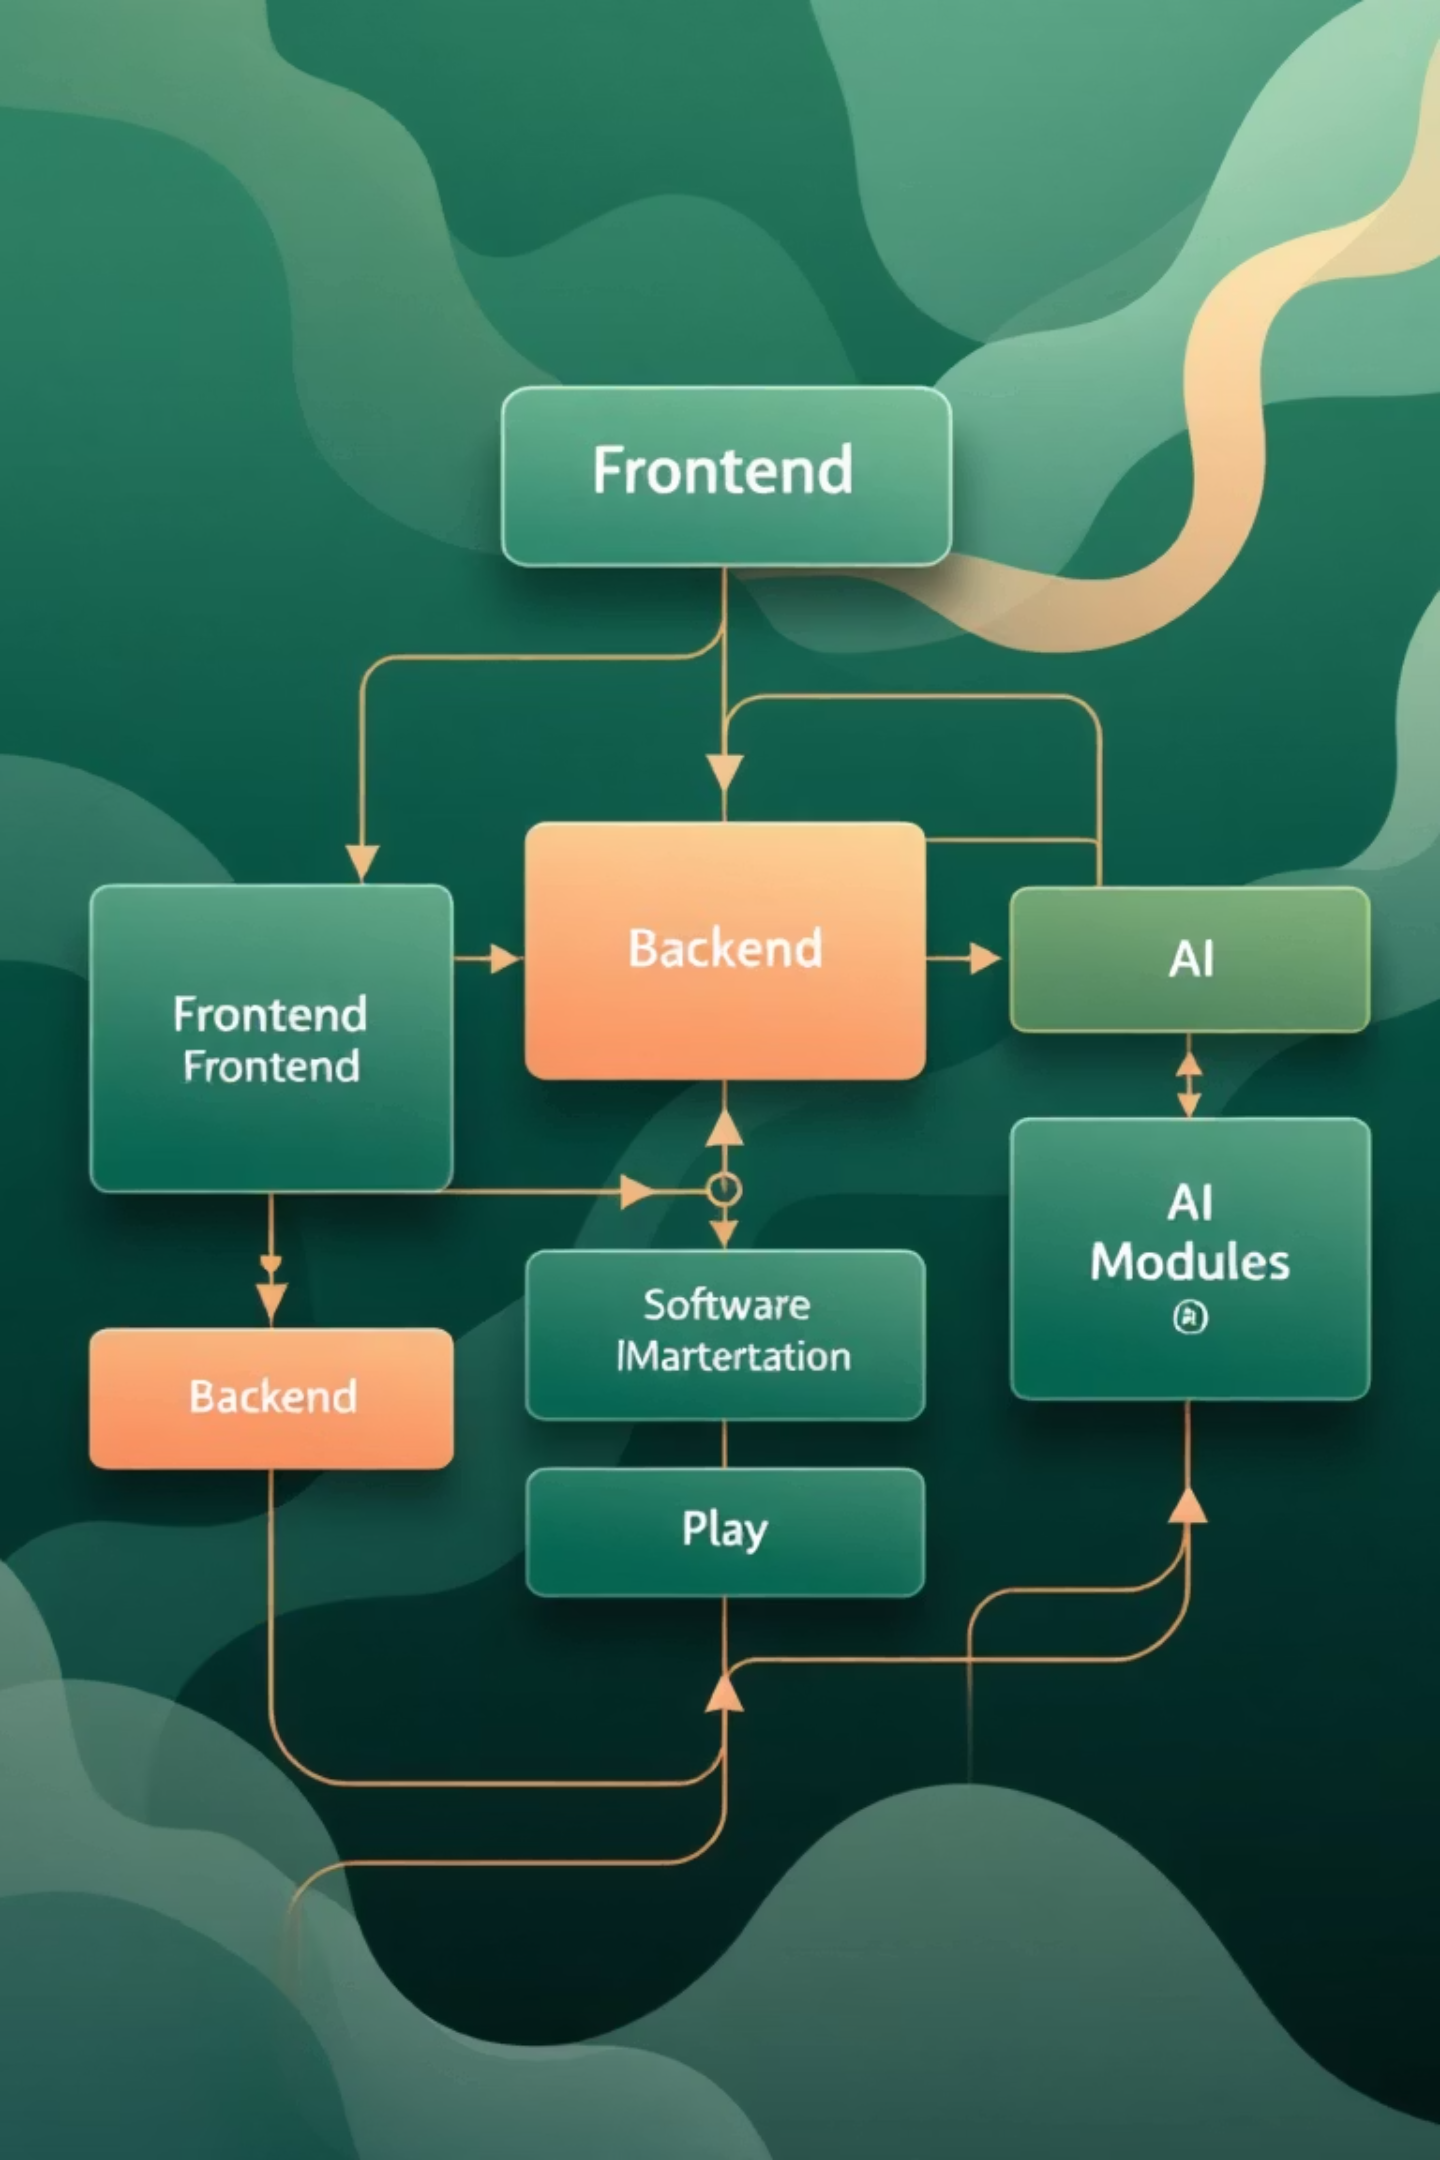 Frontend
Backend
AI
Frontend
Frontend
AI
Modules
Software
IMartertation
Backend
Play